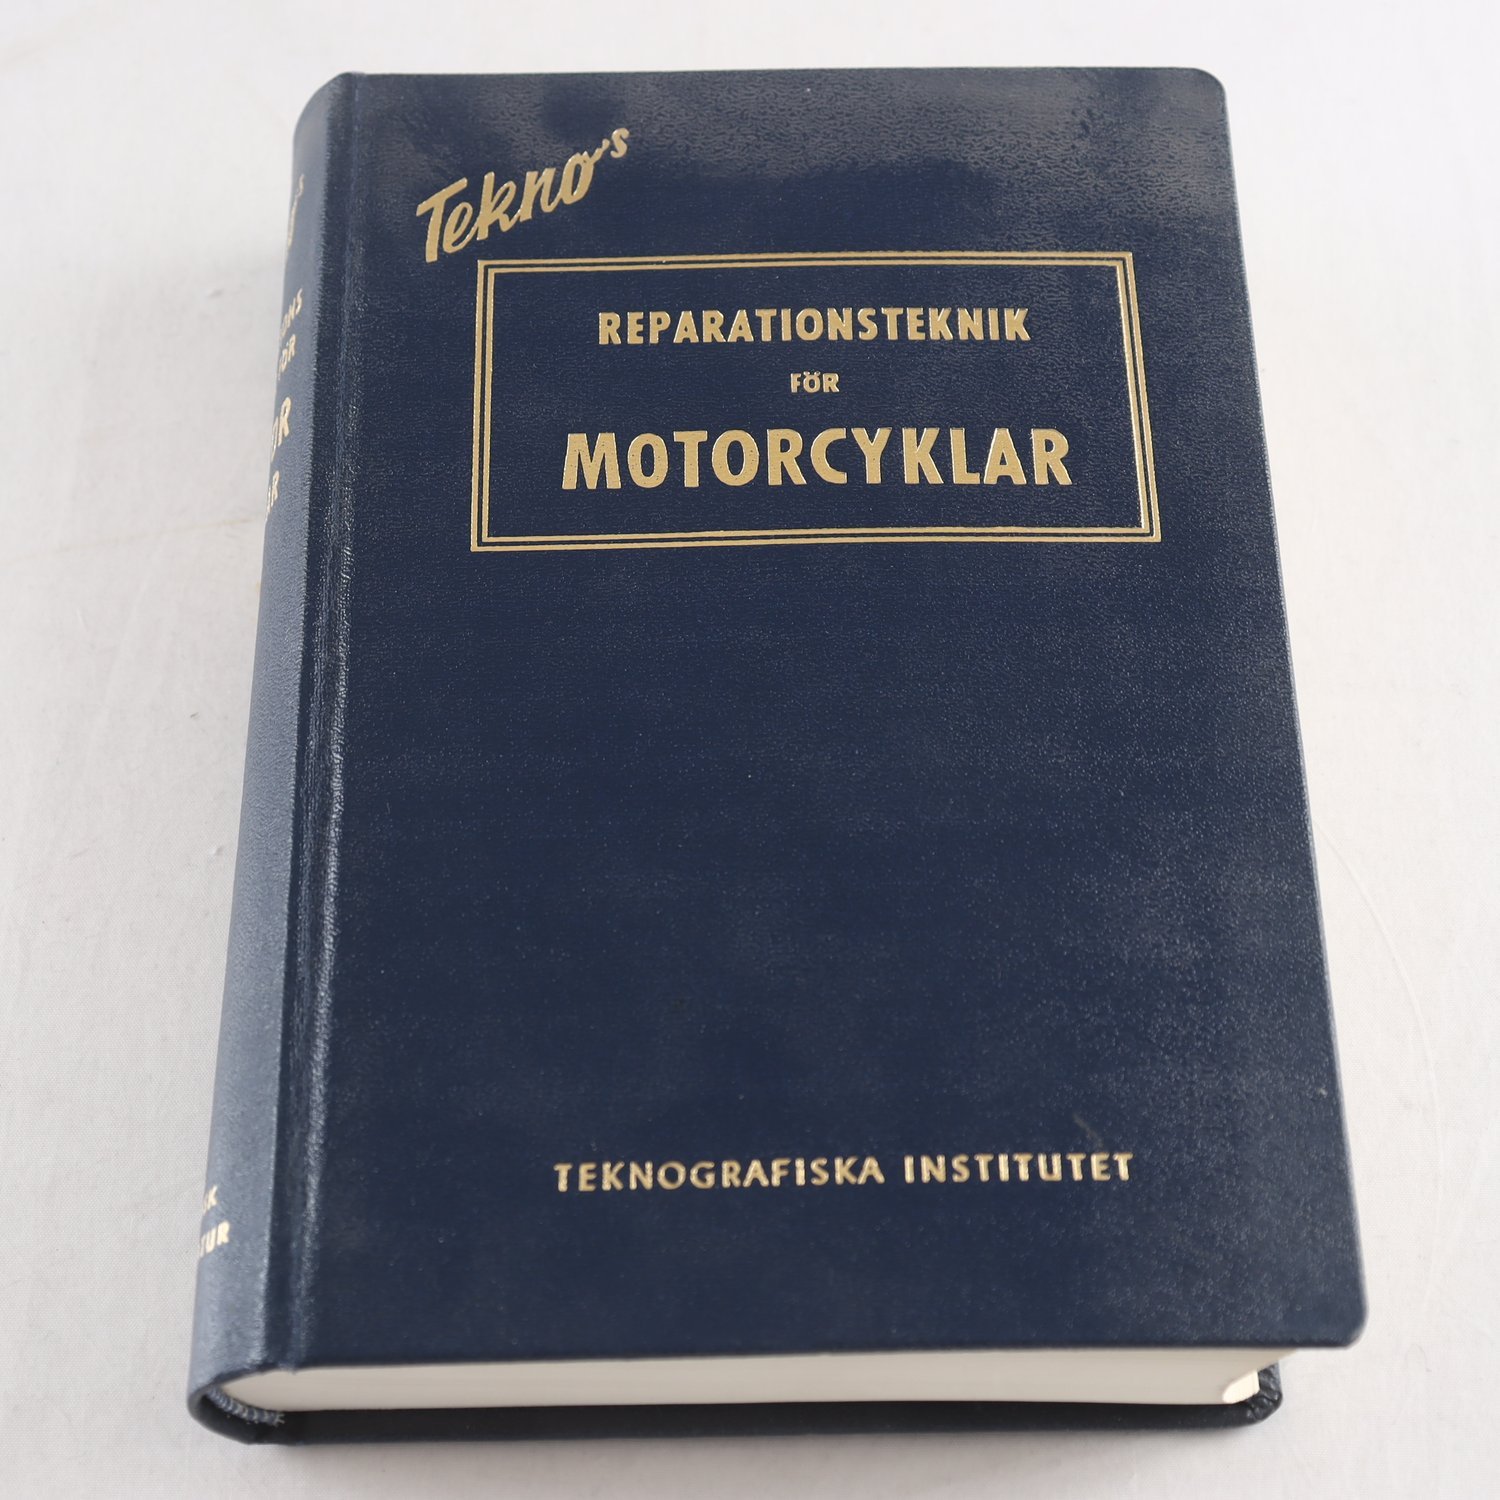 Tekno's
REPARATIONSTEKNIK
FÖR
MOTORCYKLAR
TEKNOGRAFISKA INSTITUTET